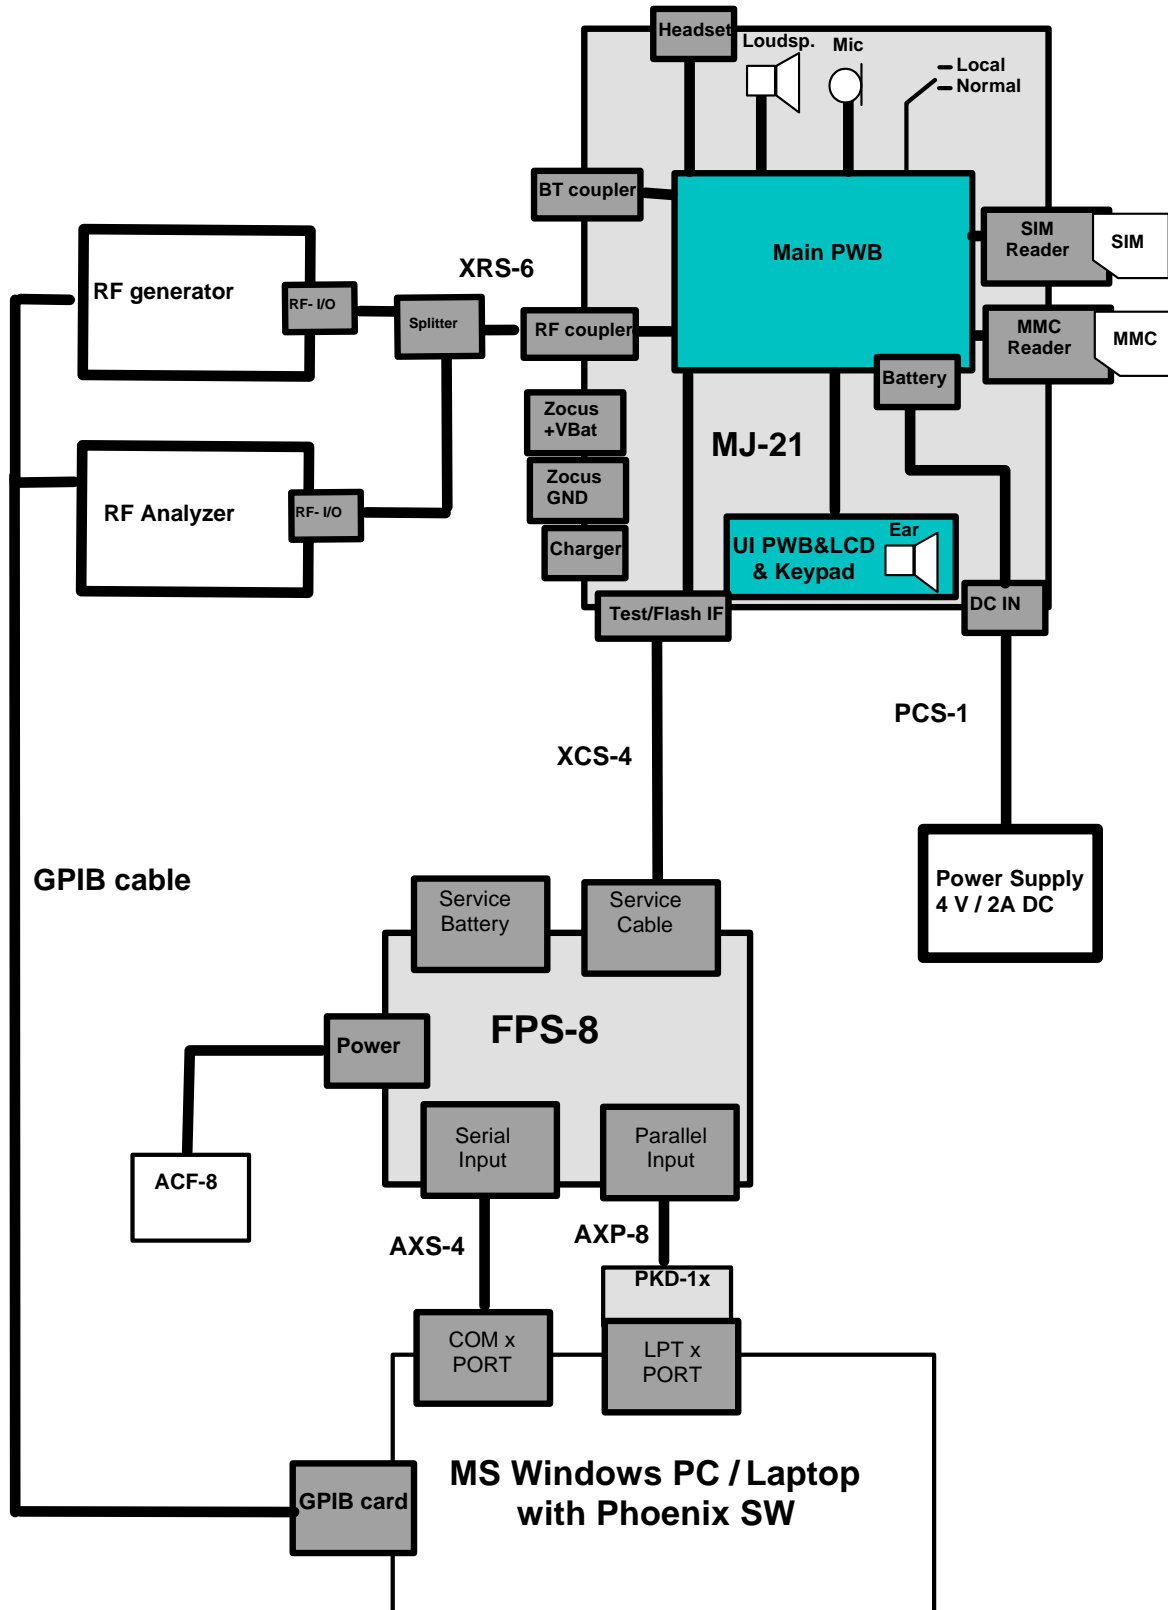 Headset
Loudsp.
Mic
Local
Normal
BT coupler
Main PWB
SIM
Reader
SIM
XRS-6
RF generator
RF- I/O
Splitter
RF coupler
MMC
Reader
MMC
Battery
Zocus
+VBat
MJ-21
Zocus
GND
RF Analyzer
RF- I/O
Charger
UI PWB&LCD
& Keypad
Ear
Test/Flash IF
DC IN
PCS-1
XCS-4
GPIB cable
Power Supply
4 V / 2A DC
Service
Battery
Service
Cable
FPS-8
Power
Serial
Input
Parallel
Input
ACF-8
AXS-4
AXP-8
PKD-1x
COM x
PORT
LPT x
PORT
MS Windows PC / Laptop
with Phoenix SW
GPIB card